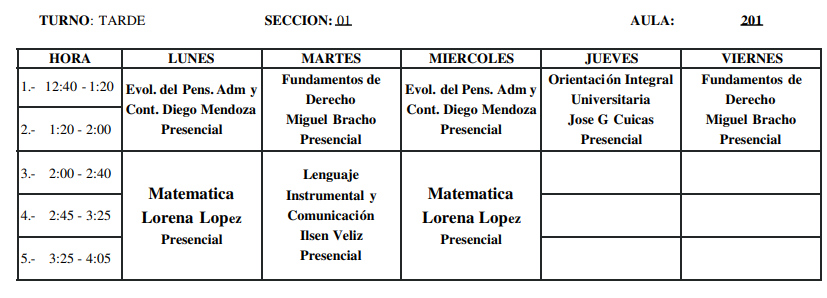 TURNO: TARDE SECCION: 01 AULA: 201
HORA LUNES MARTES MIERCOLES JUEVES VIERNES
1.- 12:40 - 1:20
2.- 1:20 - 2:00
Evol. del Pens. Adm y
Cont. Diego Mendoza
Presencial
Fundamentos de
Derecho
Miguel Bracho
Presencial
Evol. del Pens. Adm y
Cont. Diego Mendoza
Presencial
Orientación Integral
Universitaria
Jose G Cuicas
Presencial
Fundamentos de
Derecho
Miguel Bracho
Presencial
3.- 2:00 - 2:40
4.- 2:45 - 3:25
5.- 3:25 - 4:05
Matematica
Lorena Lopez
Presencial
Lenguaje
Instrumental y
Comunicación
Ilsen Veliz
Presencial
Matematica
Lorena Lopez
Presencial